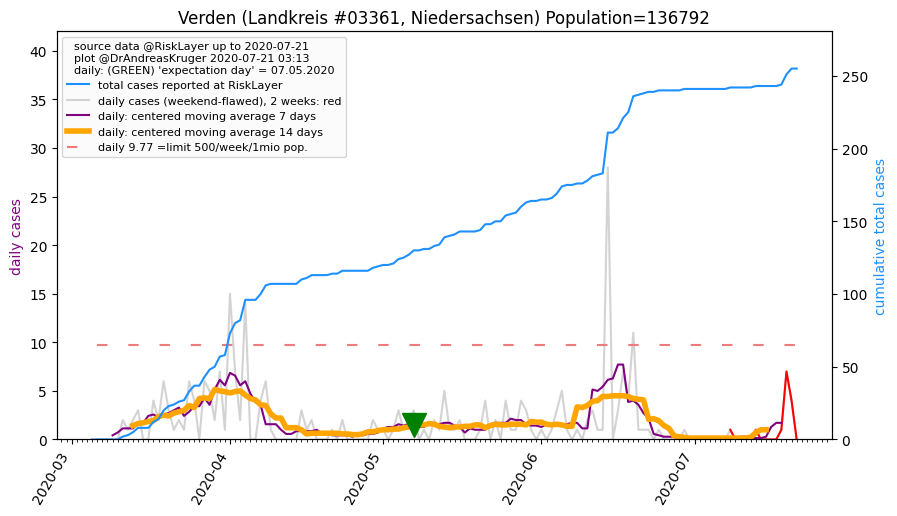 Verden (Landkreis #03361, Niedersachsen) Population=136792
source data @RiskLayer up to 2020-07-21
plot @DrAndreasKruger 2020-07-21 03:13
daily: (GREEN) 'expectation day' = 07.05.2020
total cases reported at RiskLayer
daily cases (weekend-flawed), 2 weeks: red
daily: centered moving average 7 days
daily: centered moving average 14 days
daily 9.77 =limit 500/week/1mio pop.
daily cases
40
35
30
25
20
15
10
5
0
250
200
150
100
50
0
cumulative total cases
2020-03
2020-04
2020-05
2020-06
2020-07